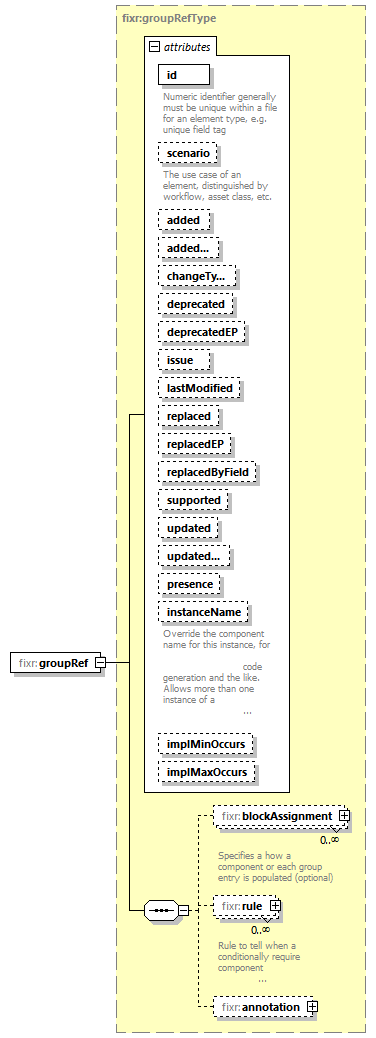 fixr:groupRefType
attributes
id
Numeric identifier generally
must be unique within a file
for an element type, e.g.
unique field tag
scenario
The use case of an
element, distinguished by
workflow, asset class, etc.
added
added...
changeTy...
deprecated
deprecatedEP
issue
lastModified
replaced
replacedEP
replacedByField
supported
updated
updated...
presence
instanceName
Override the component
name for this instance, for
code
generation and the like.
Allows more than one
instance of a
...
implMinOccurs
implMaxOccurs
fixr:groupRef
fixr:blockAssignment
0..∞
Specifies a how a
component or each group
entry is populated (optional)
fixr:rule
0..∞
Rule to tell when a
conditionally require
component
...
fixr:annotation